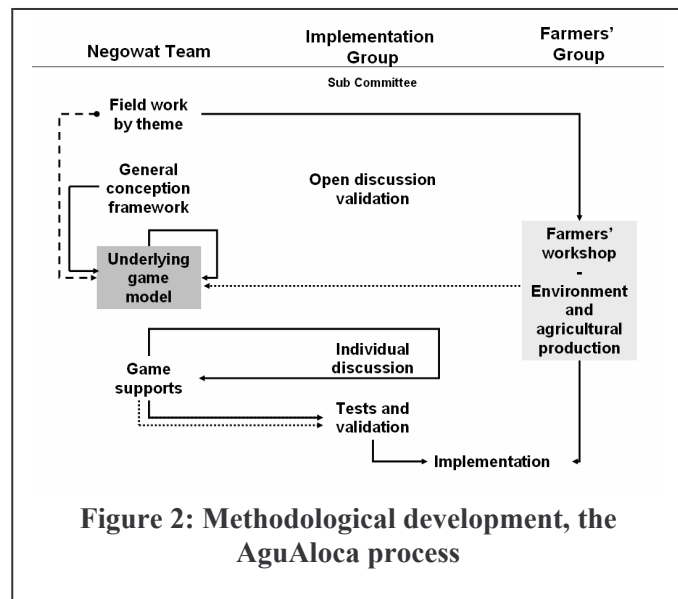 Negowat Team
Implementation
Group
Farmers'
Group
Sub Committee
Field work
by theme
General
conception
framework
Open discussion
validation
Underlying
game
model
Farmers'
workshop
-
Environment
and
agricultural
production
Individual
discussion
Game
supports
Tests and
validation
Implementation
Figure 2: Methodological development, the
AguAloca process